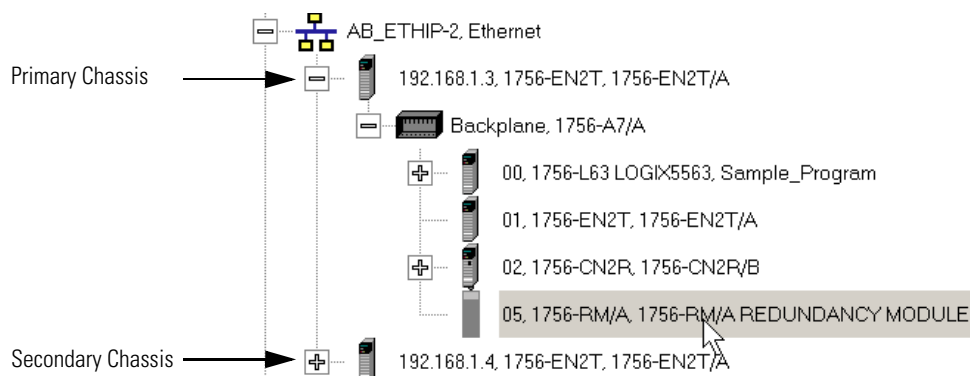 AB_ETHIP-2, Ethernet
Primary Chassis
192.168.1.3, 1756-EN2T, 1756-EN2T/A
Backplane, 1756-A7/A
00, 1756-L63 LOGIX5563, Sample_Program
01, 1756-EN2T, 1756-EN2T/A
02, 1756-CN2R, 1756-CN2R/B
05, 1756-RM/A, 1756-RM/A REDUNDANCY MODULE
Secondary Chassis
192.168.1.4, 1756-EN2T, 1756-EN2T/A